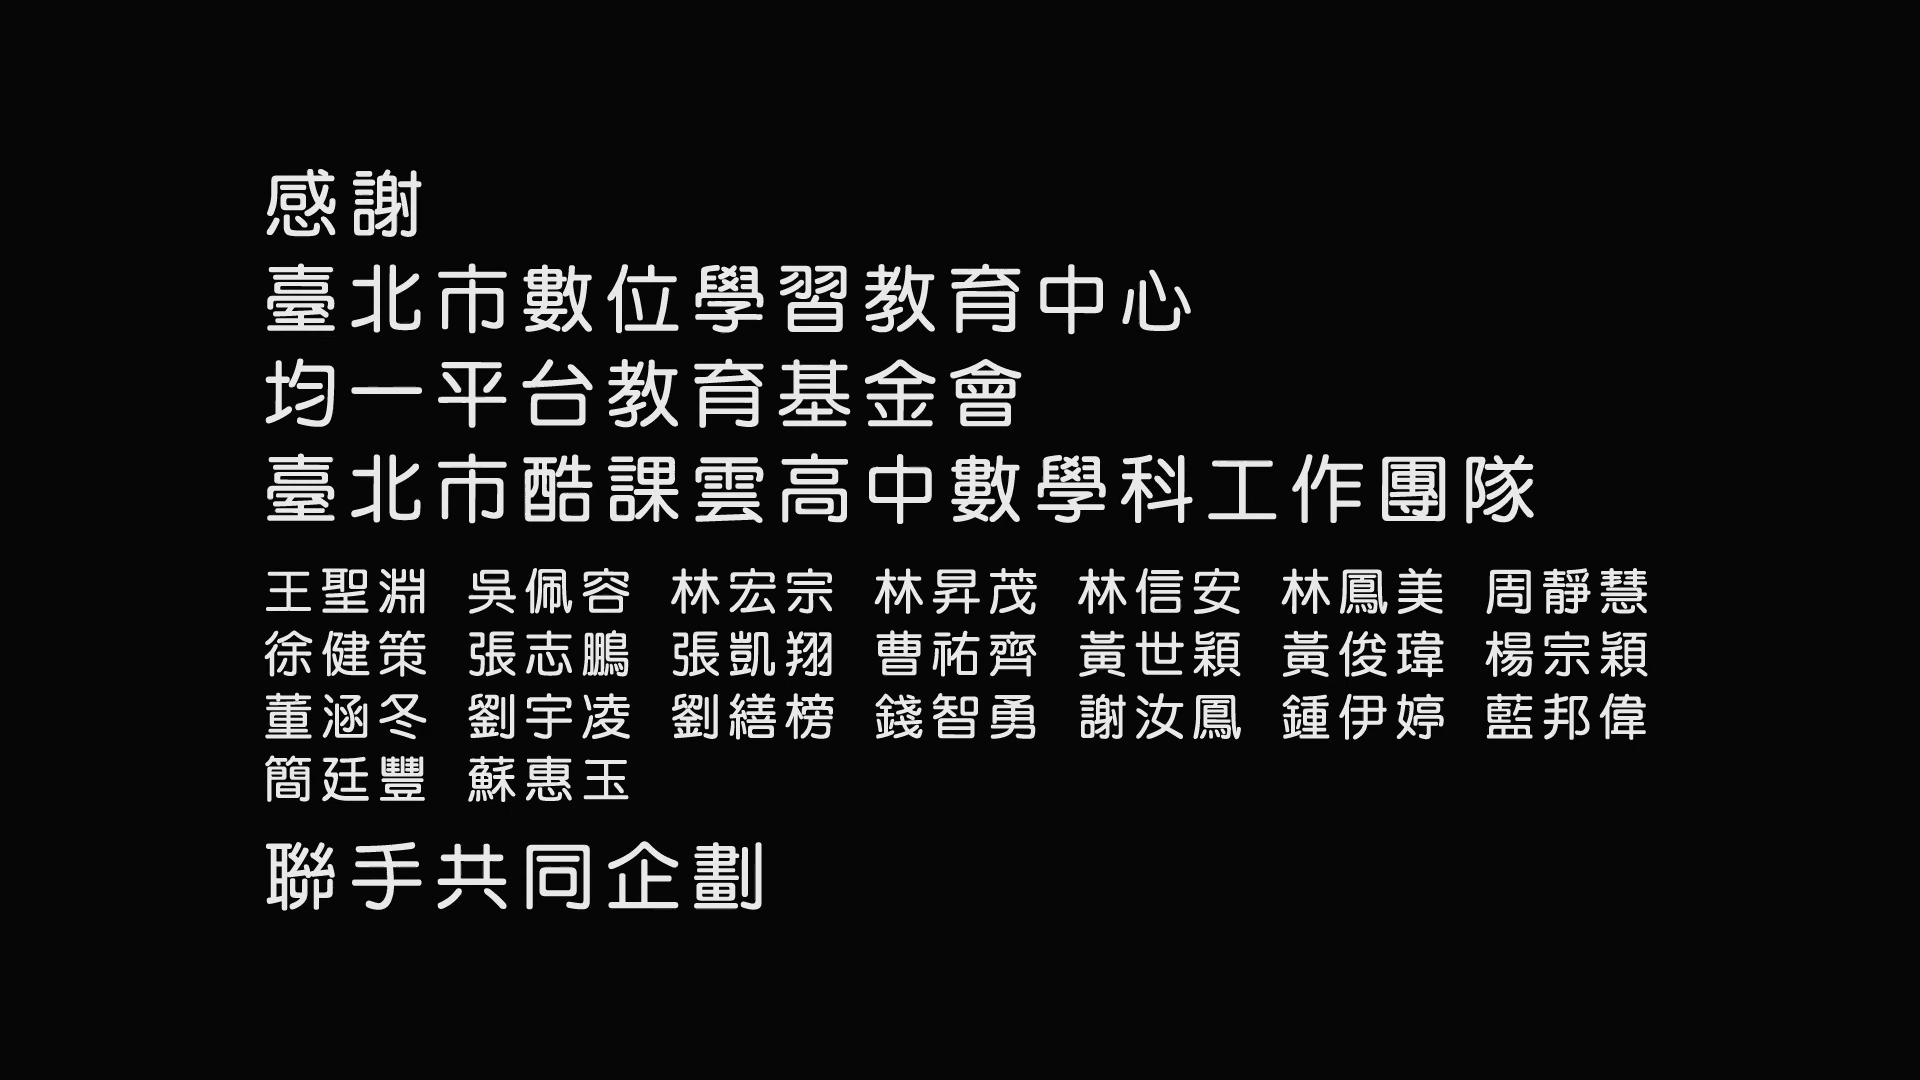 感謝
臺北市數位學習教育中心
均一平台教育基金會
臺北市酷課雲高中數學科工作團隊
王聖淵 吳佩容 林宏宗 林昇茂 林信安 林鳳美 周靜慧
徐健策 張志鵬 張凱翔 曹祐齊 黃世穎 黃俊瑋 楊宗穎
董涵冬 劉宇凌 劉繕榜 錢智勇 謝汝鳳 鍾伊婷 藍邦偉
簡廷豐 蘇惠玉
聯手共同企劃